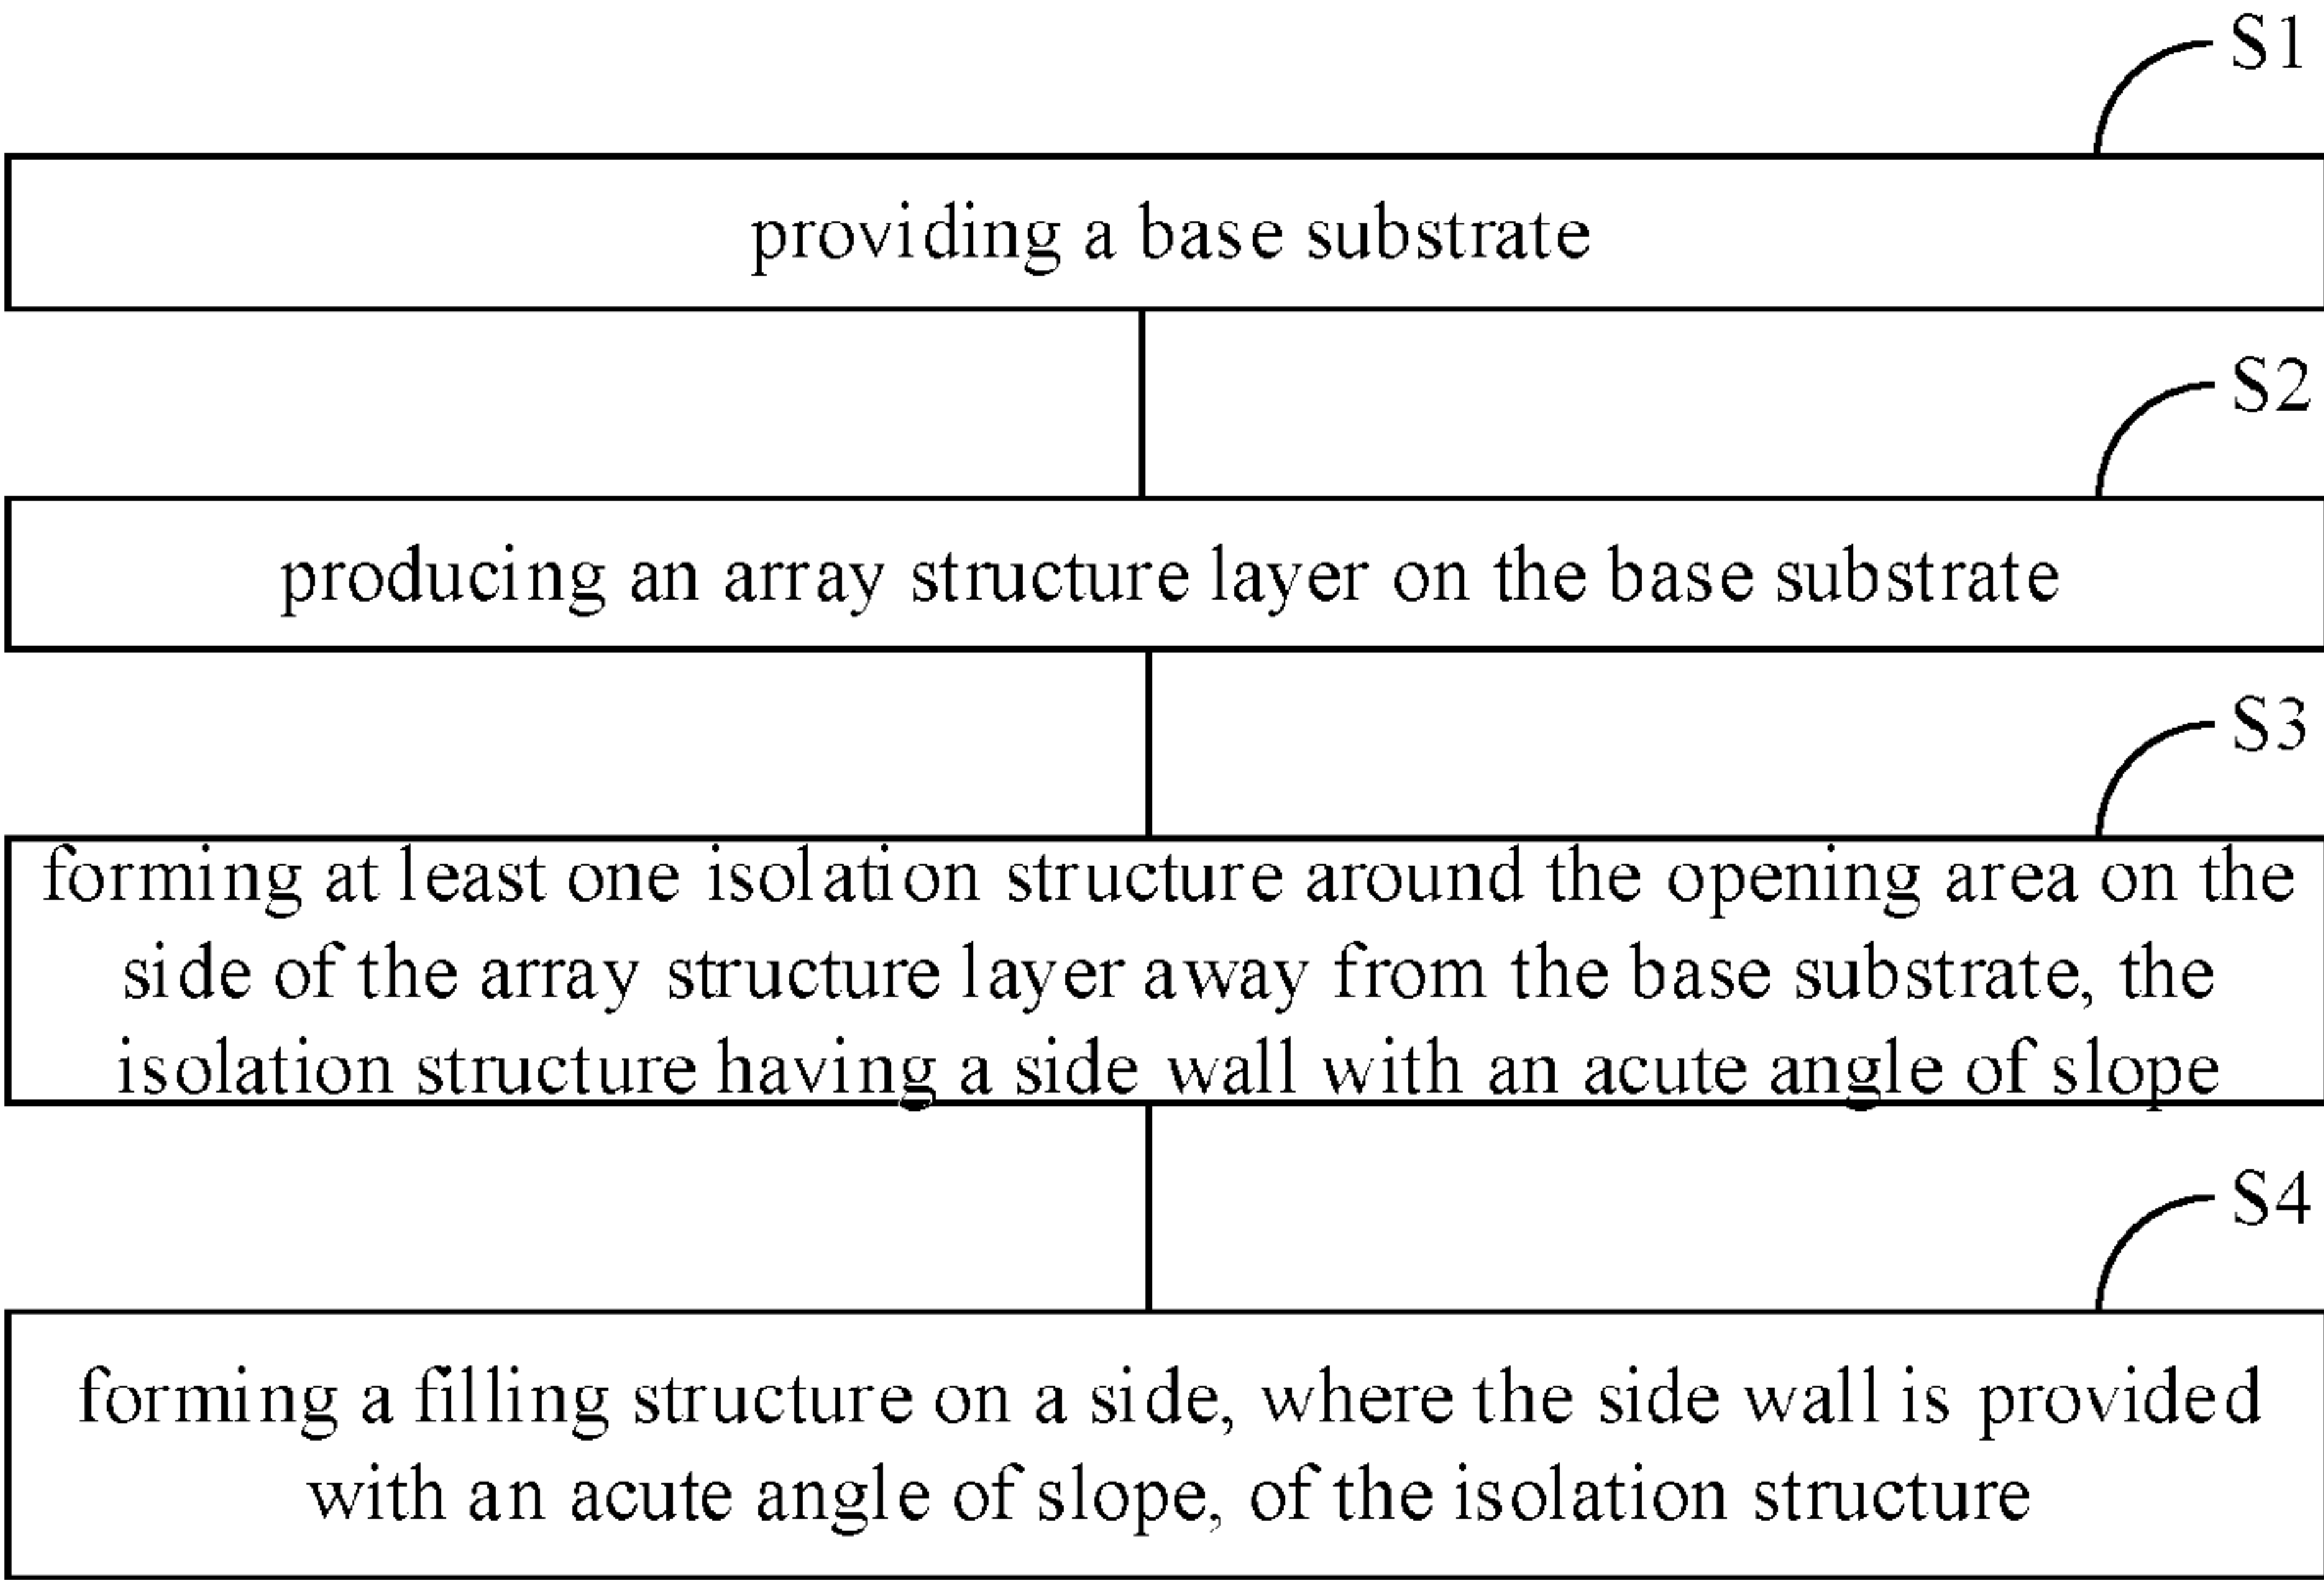 S1
providing a base substrate
S2
producing an array structure layer on the base substrate
S3
forming at least one isolation structure around the opening area on the
side of the array structure layer away from the base substrate, the
isolation structure having a side wall with an acute angle of slope
S4
forming a filling structure on a side, where the side wall is provided
with an acute angle of slope, of the isolation structure